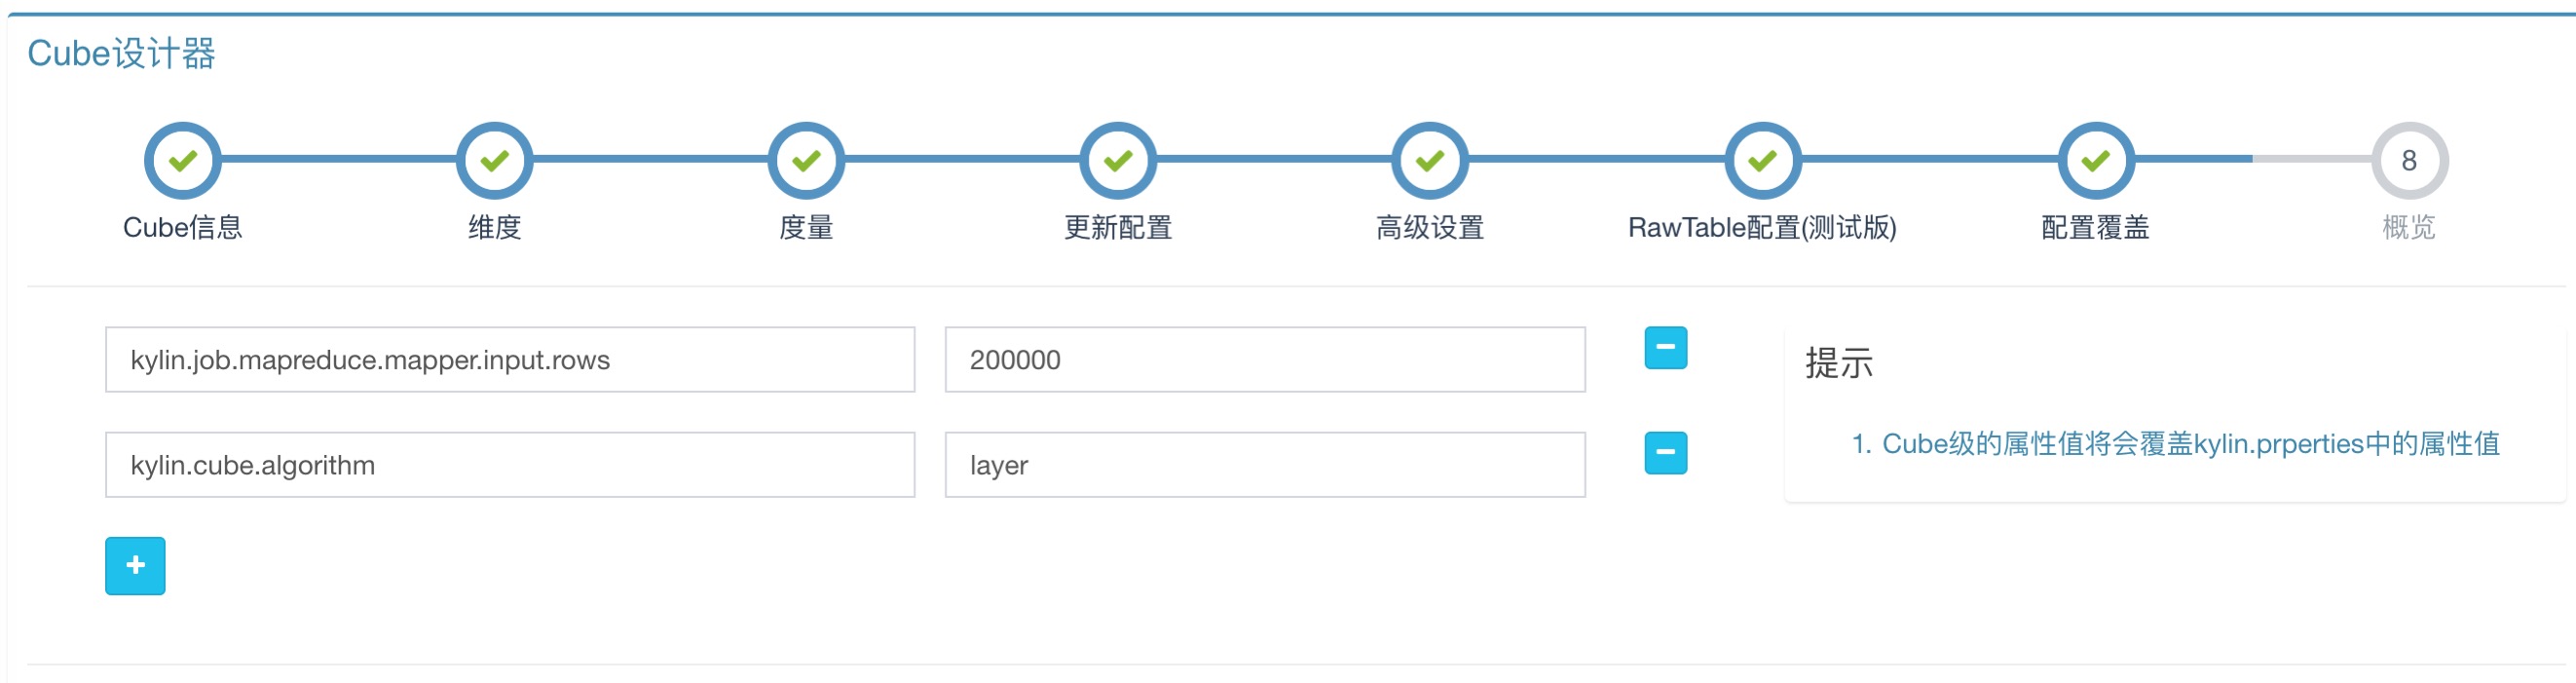 Cube设计器
8
Cube信息 维度 度量 更新配置 高级设置 RawTable配置(测试版) 配置覆盖 概览
kylin.job.mapreduce.mapper.input.rows 200000
提示
kylin.cube.algorithm layer
1. Cube级的属性值将会覆盖kylin.prperties中的属性值